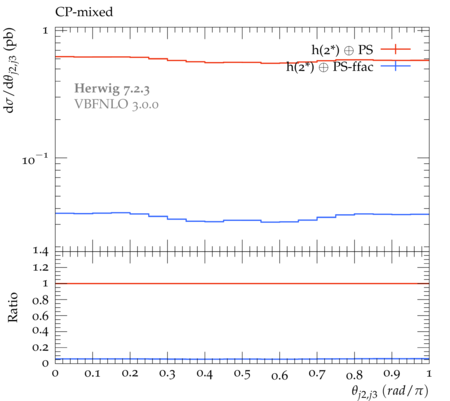 CP-mixed
dσ/dθj2,j3 (pb)
1
h(2*) ⊕ PS
h(2*) ⊕ PS-ffac
Herwig 7.2.3
VBFNLO 3.0.0
10⁻¹
Ratio
1.4
1.2
1
0.8
0.6
0.4
0.2
0
0 0.1 0.2 0.3 0.4 0.5 0.6 0.7 0.8 0.9 1
θj2,j3 (rad/π)